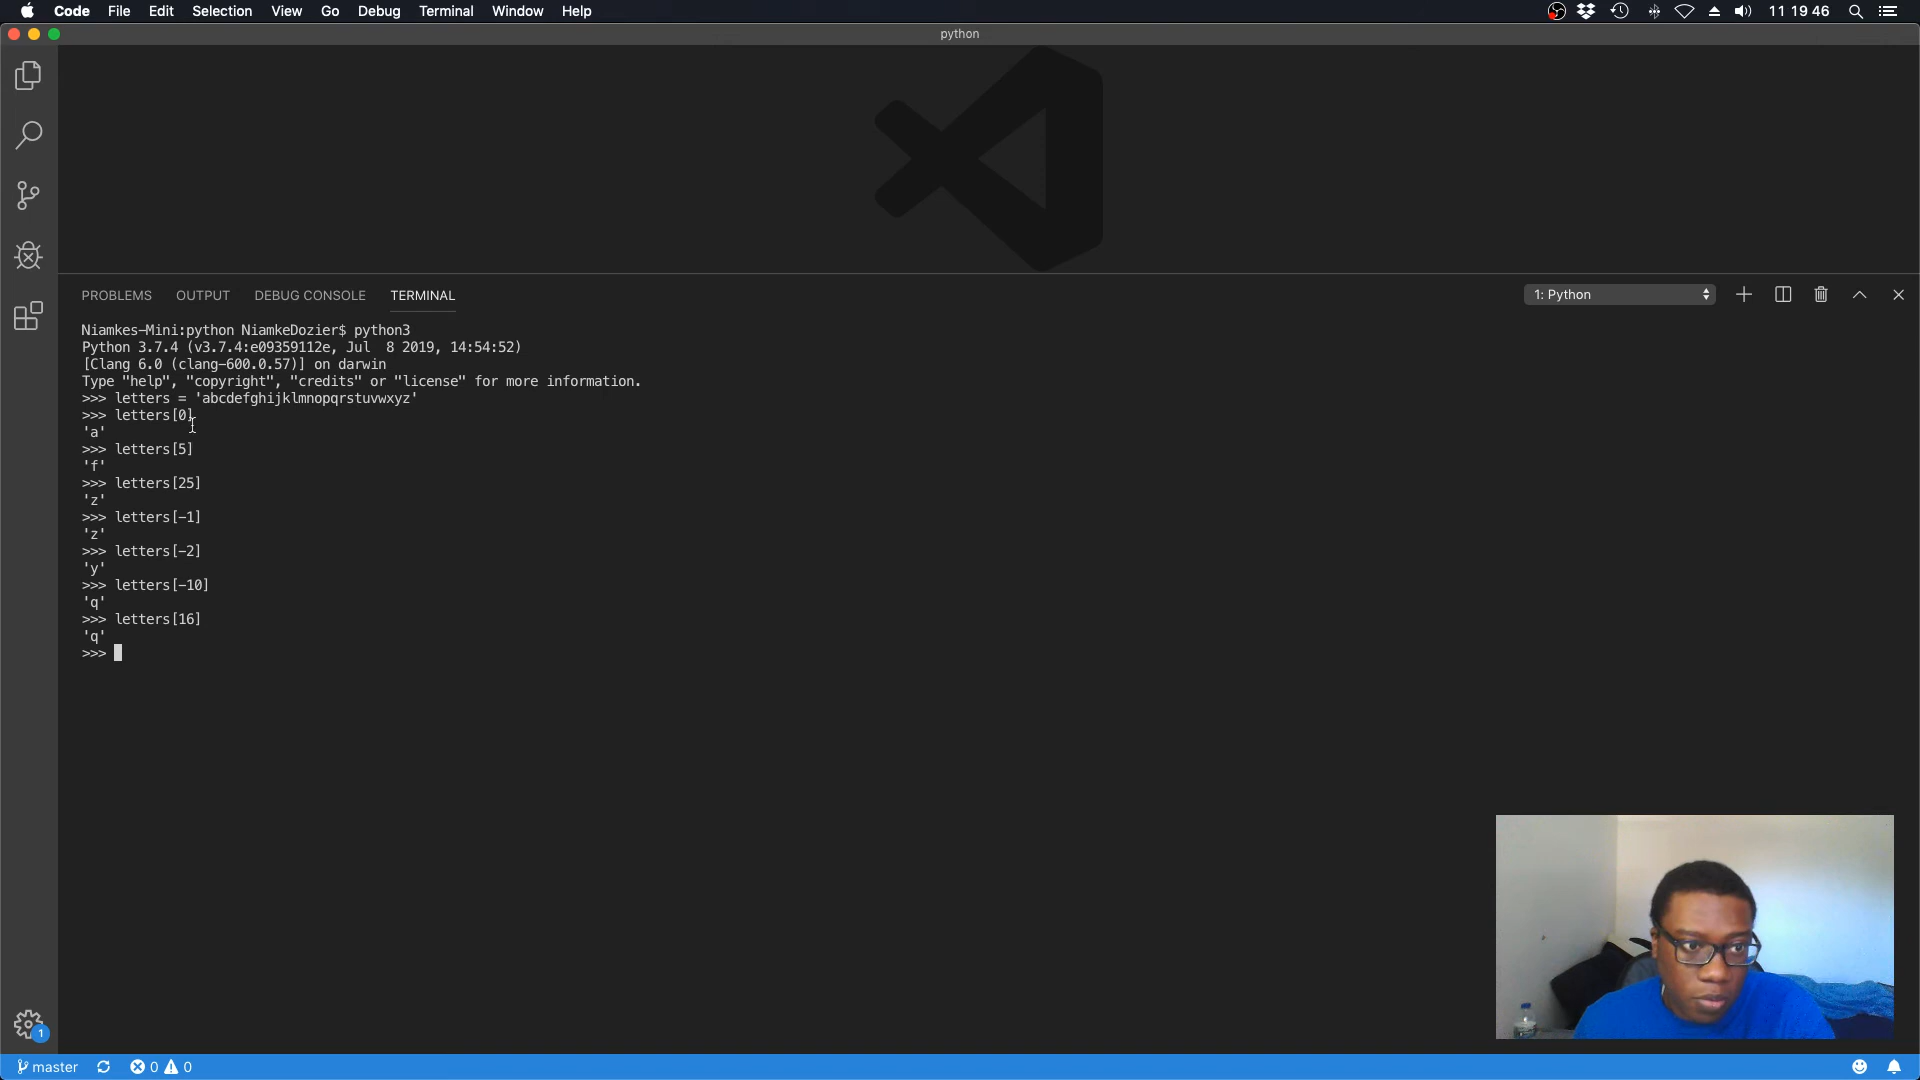 Code File Edit Selection View Go Debug Terminal Window Help 11 19 46
python
PROBLEMS OUTPUT DEBUG CONSOLE TERMINAL 1: Python
Niamkes-Mini:python NiamkeDozier$ python3
Python 3.7.4 (v3.7.4:e09359112e, Jul  8 2019, 14:54:52)
[Clang 6.0 (clang-600.0.57)] on darwin
Type "help", "copyright", "credits" or "license" for more information.
>>> letters = 'abcdefghijklmnopqrstuvwxyz'
>>> letters[0]
'a'
>>> letters[5]
'f'
>>> letters[25]
'z'
>>> letters[-1]
'z'
>>> letters[-2]
'y'
>>> letters[-10]
'q'
>>> letters[16]
'q'
>>>
1
master 0 0